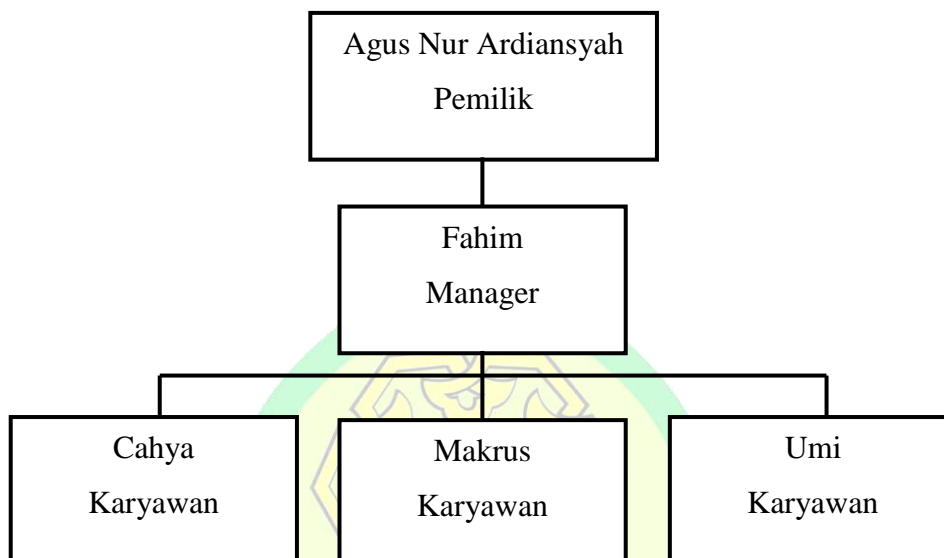 Agus Nur Ardiansyah
Pemilik
Fahim
Manager
Cahya
Karyawan
Makrus
Karyawan
Umi
Karyawan